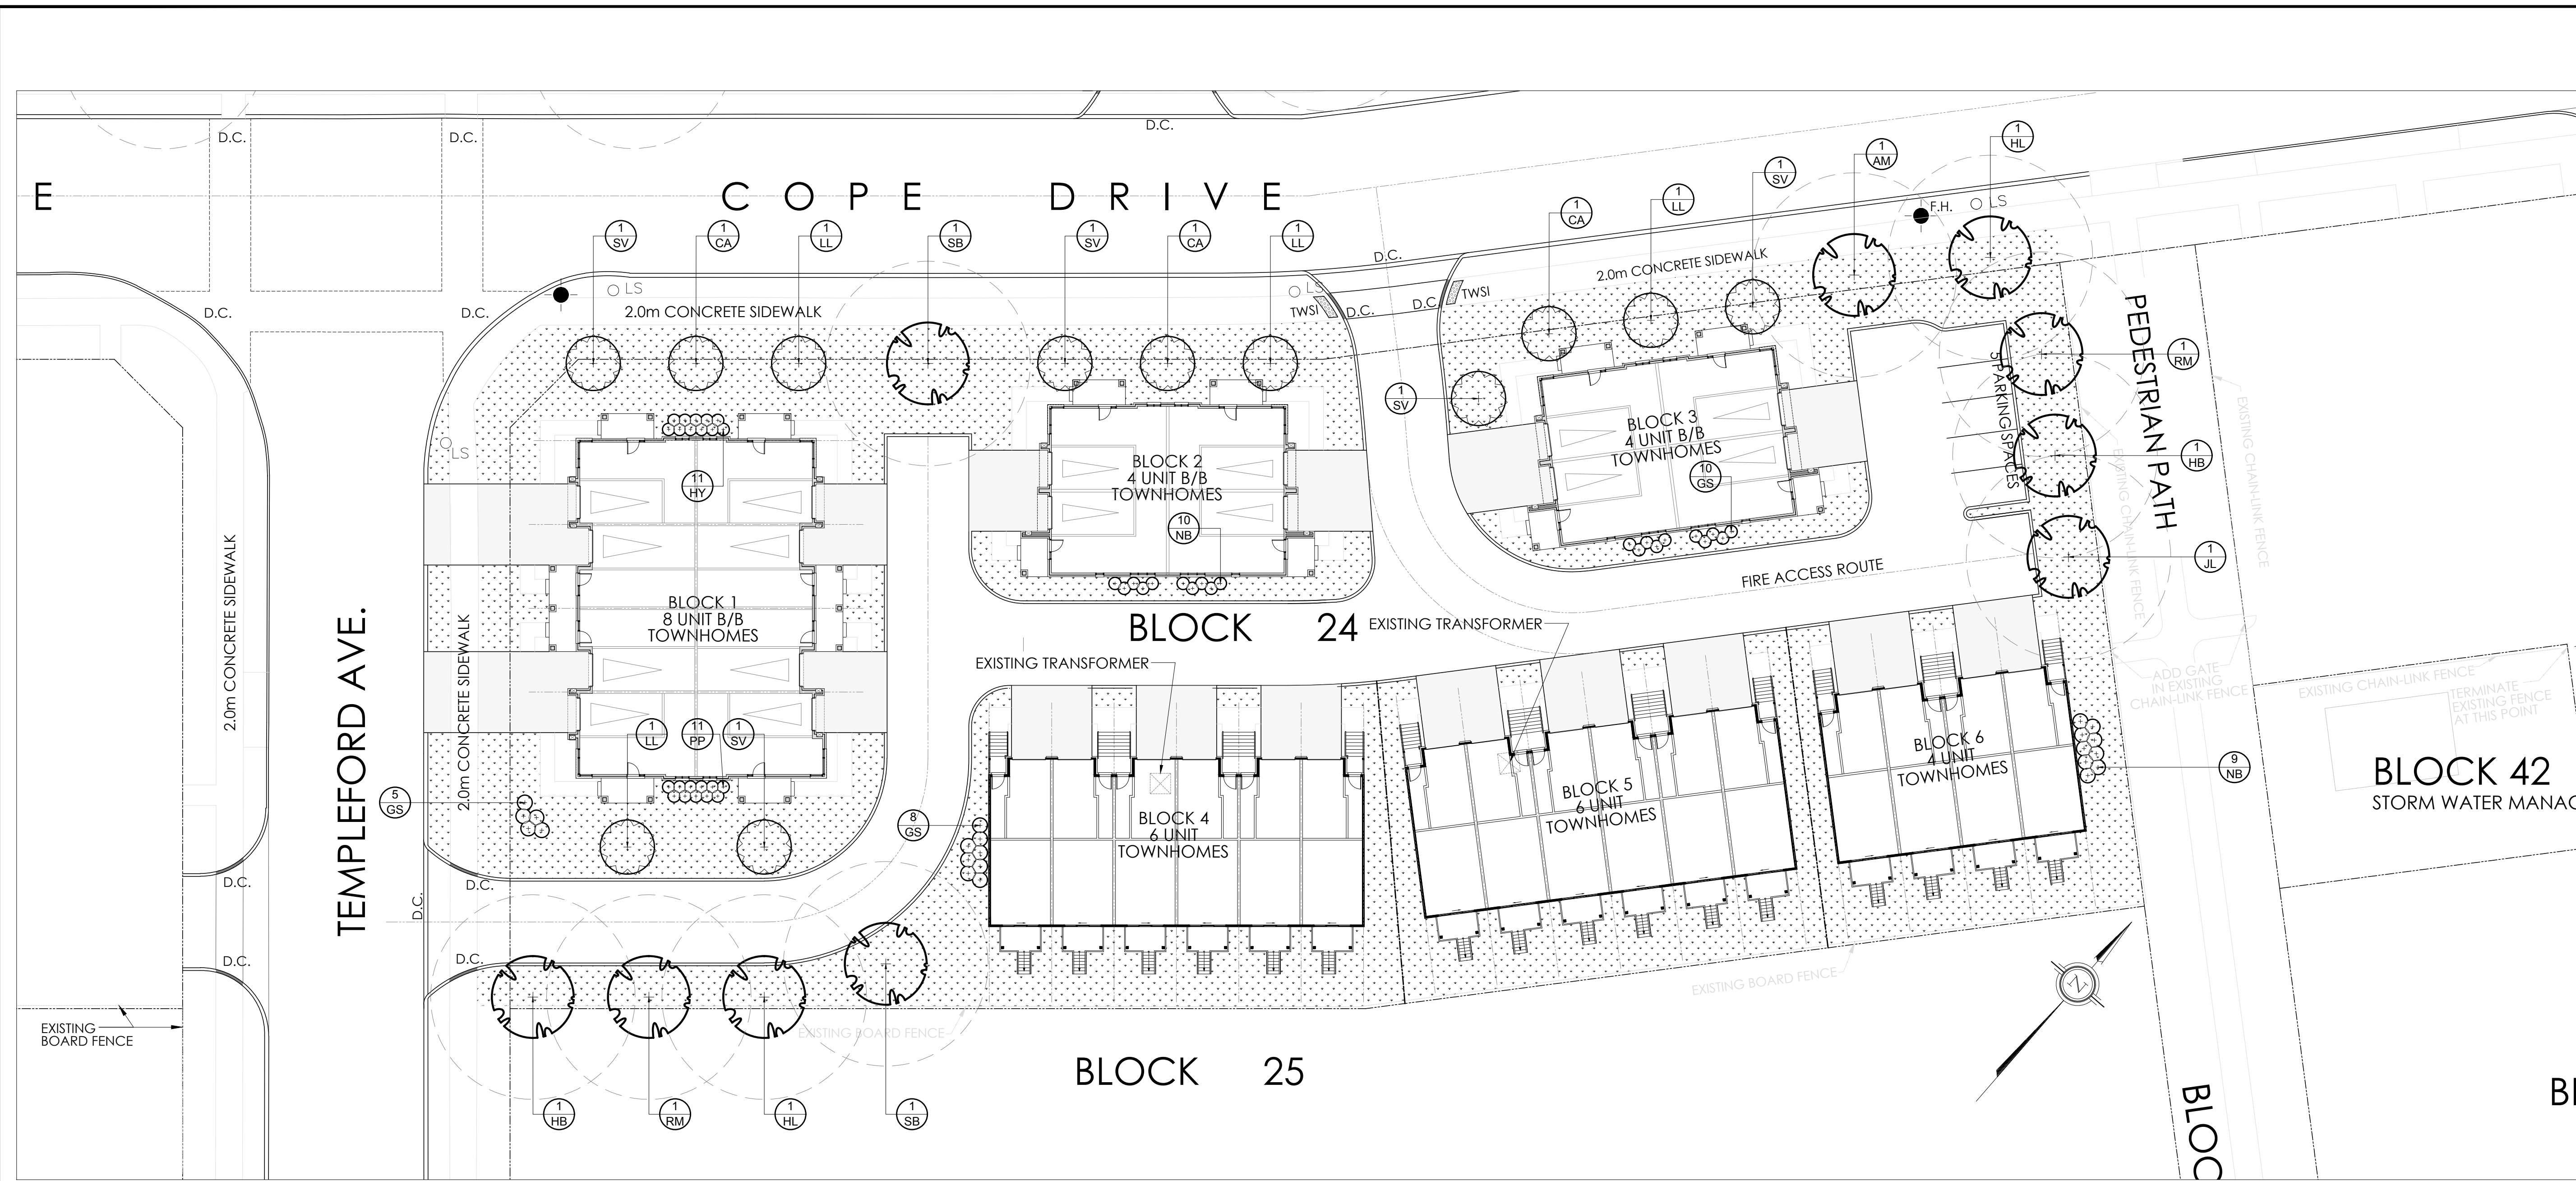 D.C.
D.C.
D.C.
1
HL
1
AM
1
SV
1
LL
1
CA
E
COPE DRIVE
F.H.
LS
1
SV
1
CA
1
LL
1
SB
1
SV
1
CA
1
LL
D.C.
2.0m CONCRETE SIDEWALK
LS
LS
D.C.
TWSI
D.C.
D.C.
2.0m CONCRETE SIDEWALK
TWSI
D.C.
D.C.
PEDESTRIAN PATH
5 PARKING SPACES
1
RM
1
SV
EXISTING CHAIN-LINK FENCE
BLOCK 3
4 UNIT B/B
TOWNHOMES
LS
BLOCK 2
4 UNIT B/B
TOWNHOMES
1
HB
EXISTING CHAIN-LINK FENCE
11
HY
10
GS
10
NB
2.0m CONCRETE SIDEWALK
1
JL
FIRE ACCESS ROUTE
BLOCK 1
8 UNIT B/B
TOWNHOMES
BLOCK 24
EXISTING TRANSFORMER
EXISTING TRANSFORMER
2.0m CONCRETE SIDEWALK
TEMPLEFORD AVE.
ADD GATE
IN EXISTING
CHAIN-LINK FENCE
EXISTING CHAIN-LINK FENCE
TERMINATE
EXISTING FENCE
AT THIS POINT
1
LL
11
PP
1
SV
BLOCK 6
4 UNIT
TOWNHOMES
9
NB
BLOCK 42
STORM WATER MANAG
5
GS
8
GS
BLOCK 4
6 UNIT
TOWNHOMES
BLOCK 5
6 UNIT
TOWNHOMES
D.C.
D.C.
D.C.
D.C.
D.C.
EXISTING BOARD FENCE
N
EXISTING
BOARD FENCE
EXISTING BOARD FENCE
BLOCK 25
1
HB
1
RM
1
HL
1
SB
BLOC
BL